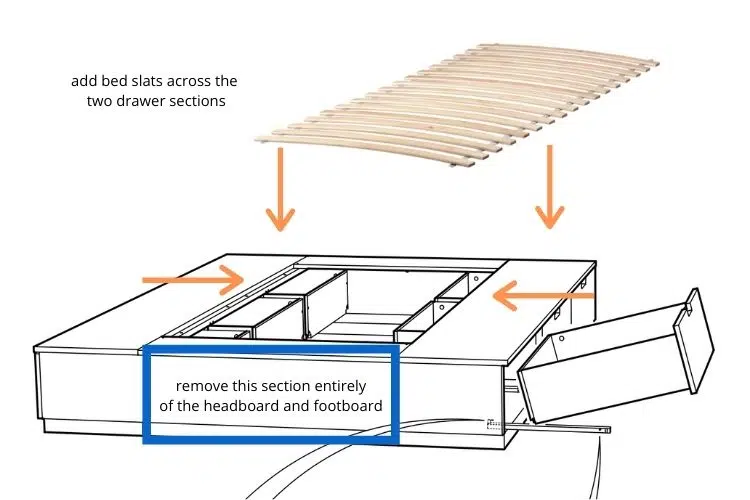 add bed slats across the
two drawer sections
remove this section entirely
of the headboard and footboard